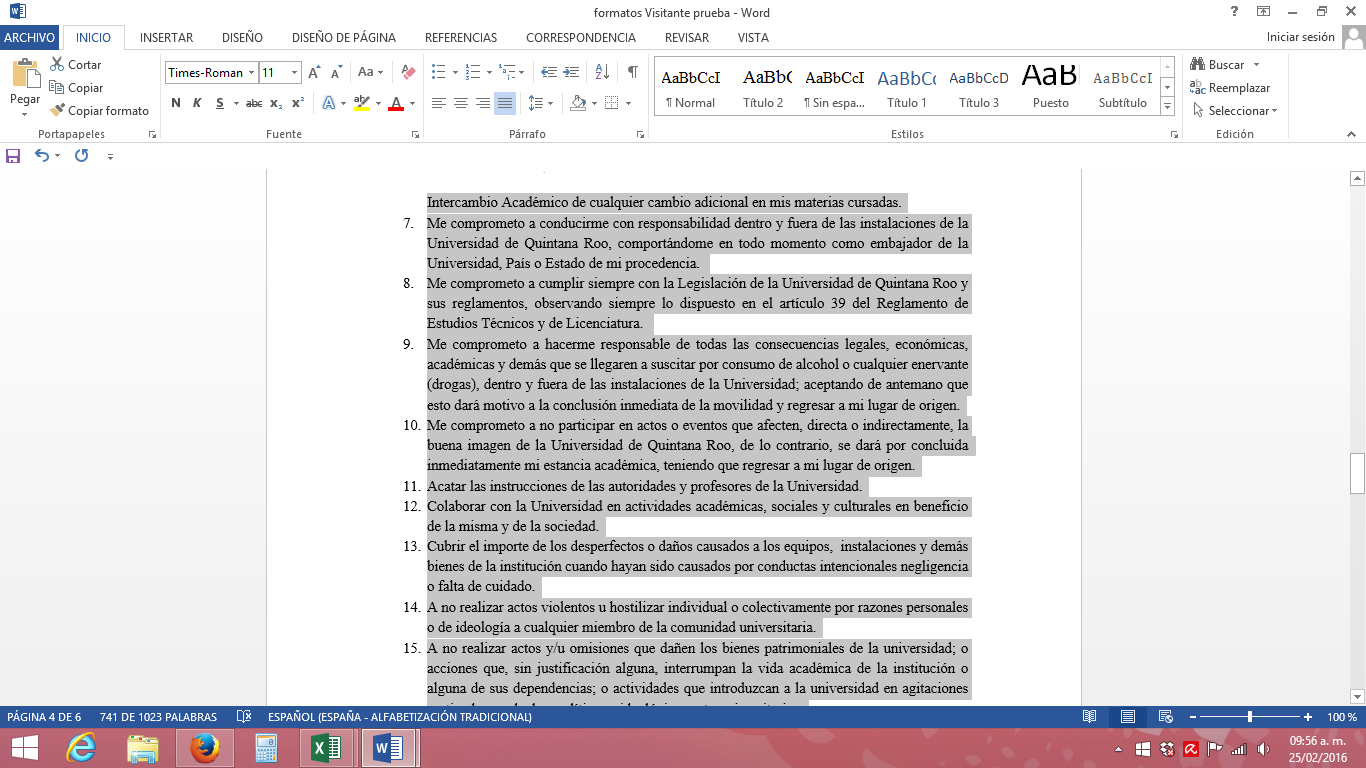 formatos Visitante prueba - Word
ARCHIVO INICIO INSERTAR DISEÑO DISEÑO DE PÁGINA REFERENCIAS CORRESPONDENCIA REVISAR VISTA Iniciar sesión
Pegar
Cortar
Copiar
Copiar formato
Portapapeles
Times-Roman 11
N K S abc x₂ x²
Fuente
Párrafo
AaBbCcI AaBbC AaBbCcI AaBbCc AaBbCcD AaB AaBbCcI
¶ Normal Título 2 ¶ Sin espa... Título 1 Título 3 Puesto Subtítulo
Estilos
Buscar
Reemplazar
Seleccionar
Edición
Intercambio Académico de cualquier cambio adicional en mis materias cursadas.
7. Me comprometo a conducirme con responsabilidad dentro y fuera de las instalaciones de la
Universidad de Quintana Roo, comportándome en todo momento como embajador de la
Universidad, País o Estado de mi procedencia.
8. Me comprometo a cumplir siempre con la Legislación de la Universidad de Quintana Roo y
sus reglamentos, observando siempre lo dispuesto en el artículo 39 del Reglamento de
Estudios Técnicos y de Licenciatura.
9. Me comprometo a hacerme responsable de todas las consecuencias legales, económicas,
académicas y demás que se llegaren a suscitar por consumo de alcohol o cualquier enervante
(drogas), dentro y fuera de las instalaciones de la Universidad; aceptando de antemano que
esto dará motivo a la conclusión inmediata de la movilidad y regresar a mi lugar de origen.
10. Me comprometo a no participar en actos o eventos que afecten, directa o indirectamente, la
buena imagen de la Universidad de Quintana Roo, de lo contrario, se dará por concluida
inmediatamente mi estancia académica, teniendo que regresar a mi lugar de origen.
11. Acatar las instrucciones de las autoridades y profesores de la Universidad.
12. Colaborar con la Universidad en actividades académicas, sociales y culturales en beneficio
de la misma y de la sociedad.
13. Cubrir el importe de los desperfectos o daños causados a los equipos, instalaciones y demás
bienes de la institución cuando hayan sido causados por conductas intencionales negligencia
o falta de cuidado.
14. A no realizar actos violentos u hostilizar individual o colectivamente por razones personales
o de ideología a cualquier miembro de la comunidad universitaria.
15. A no realizar actos y/u omisiones que dañen los bienes patrimoniales de la universidad; o
acciones que, sin justificación alguna, interrumpan la vida académica de la institución o
alguna de sus dependencias; o actividades que introduzcan a la universidad en agitaciones
PÁGINA 4 DE 6 741 DE 1023 PALABRAS ESPAÑOL (ESPAÑA - ALFABETIZACIÓN TRADICIONAL) 100 %
09:56 a. m.
25/02/2016